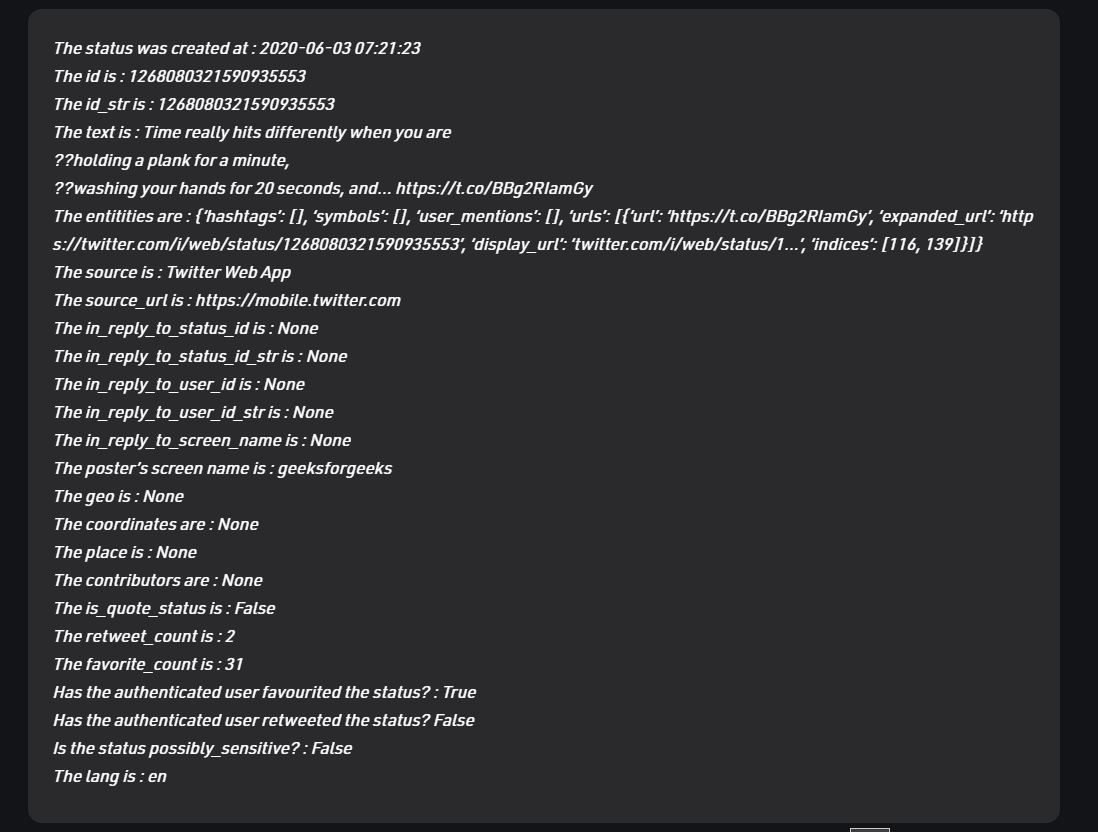 The status was created at : 2020-06-03 07:21:23
The id is : 1268080321590935553
The id_str is : 1268080321590935553
The text is : Time really hits differently when you are
??holding a plank for a minute,
??washing your hands for 20 seconds, and… https://t.co/BBg2RIamGy
The entitities are : {'hashtags': [], 'symbols': [], 'user_mentions': [], 'urls': [{'url': 'https://t.co/BBg2RIamGy', 'expanded_url': 'http
s://twitter.com/i/web/status/1268080321590935553', 'display_url': 'twitter.com/i/web/status/1…', 'indices': [116, 139]}]}
The source is : Twitter Web App
The source_url is : https://mobile.twitter.com
The in_reply_to_status_id is : None
The in_reply_to_status_id_str is : None
The in_reply_to_user_id is : None
The in_reply_to_user_id_str is : None
The in_reply_to_screen_name is : None
The poster's screen name is : geeksforgeeks
The geo is : None
The coordinates are : None
The place is : None
The contributors are : None
The is_quote_status is : False
The retweet_count is : 2
The favorite_count is : 31
Has the authenticated user favourited the status? : True
Has the authenticated user retweeted the status? False
Is the status possibly_sensitive? : False
The lang is : en